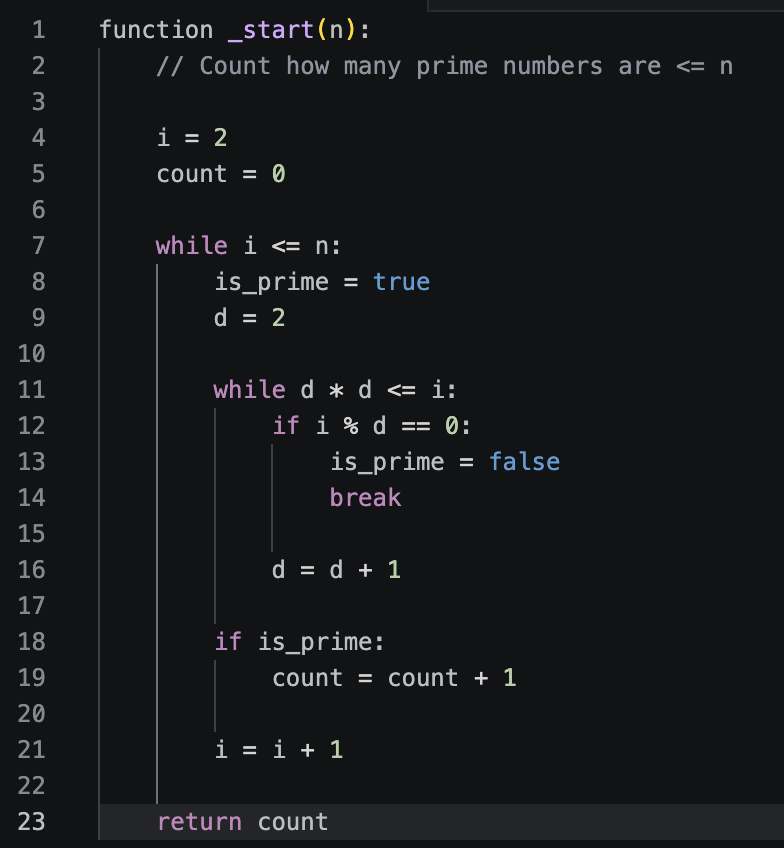 1 function _start(n):
2 // Count how many prime numbers are <= n
3
4 i = 2
5 count = 0
6
7 while i <= n:
8 is_prime = true
9 d = 2
10
11 while d * d <= i:
12 if i % d == 0:
13 is_prime = false
14 break
15
16 d = d + 1
17
18 if is_prime:
19 count = count + 1
20
21 i = i + 1
22
23 return count